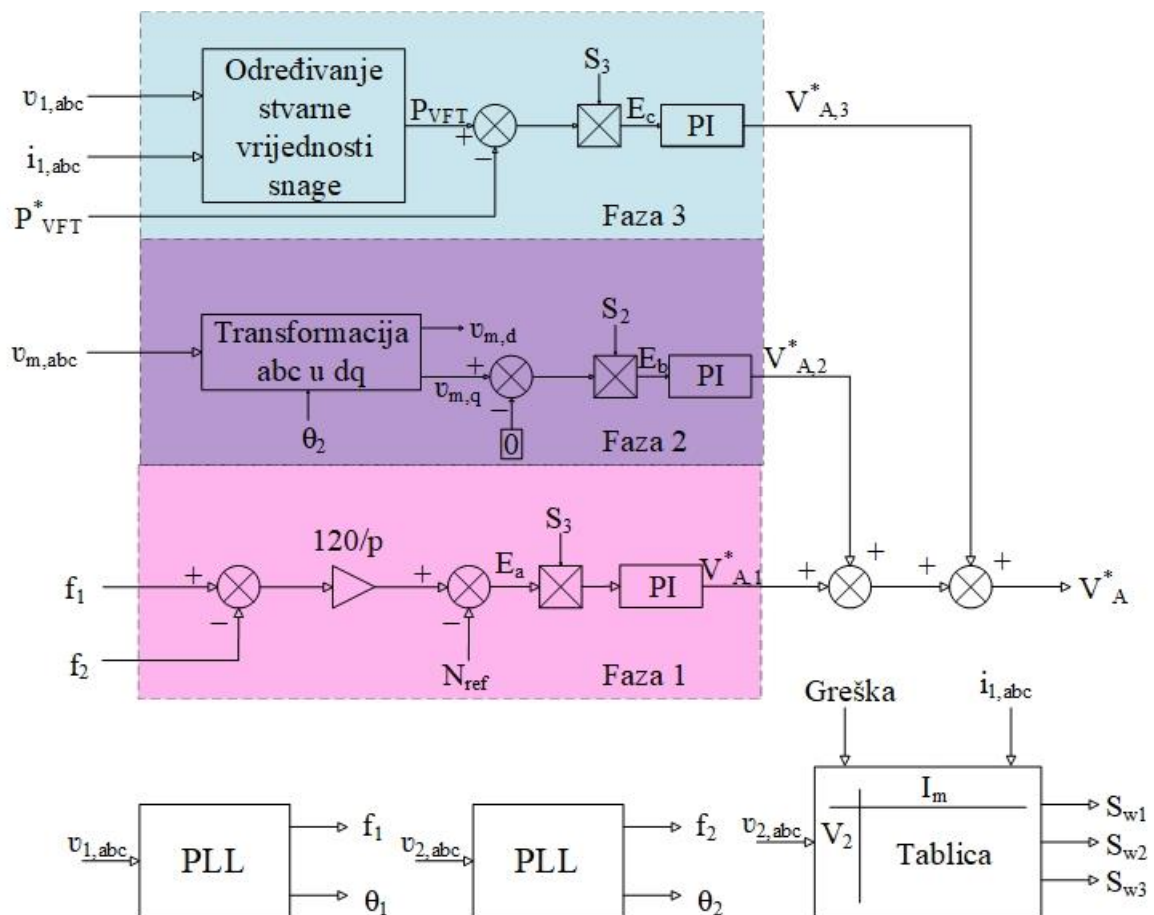 v1,abc
i1,abc
P*VFT
Određivanje
stvarne
vrijednosti
snage
PVFT
+
−
S3
Ec
PI
V*A,3
Faza 3
vm,abc
Transformacija
abc u dq
θ2
vm,d
vm,q
+
−
0
S2
Eb
PI
V*A,2
Faza 2
f1
f2
+
−
120/p
+
−
Nref
Ea
S3
PI
V*A,1
Faza 1
+
+
+
+
V*A
v1,abc
PLL
f1
θ1
v2,abc
PLL
f2
θ2
Greška
i1,abc
v2,abc
V2
Im
Tablica
Sw1
Sw2
Sw3